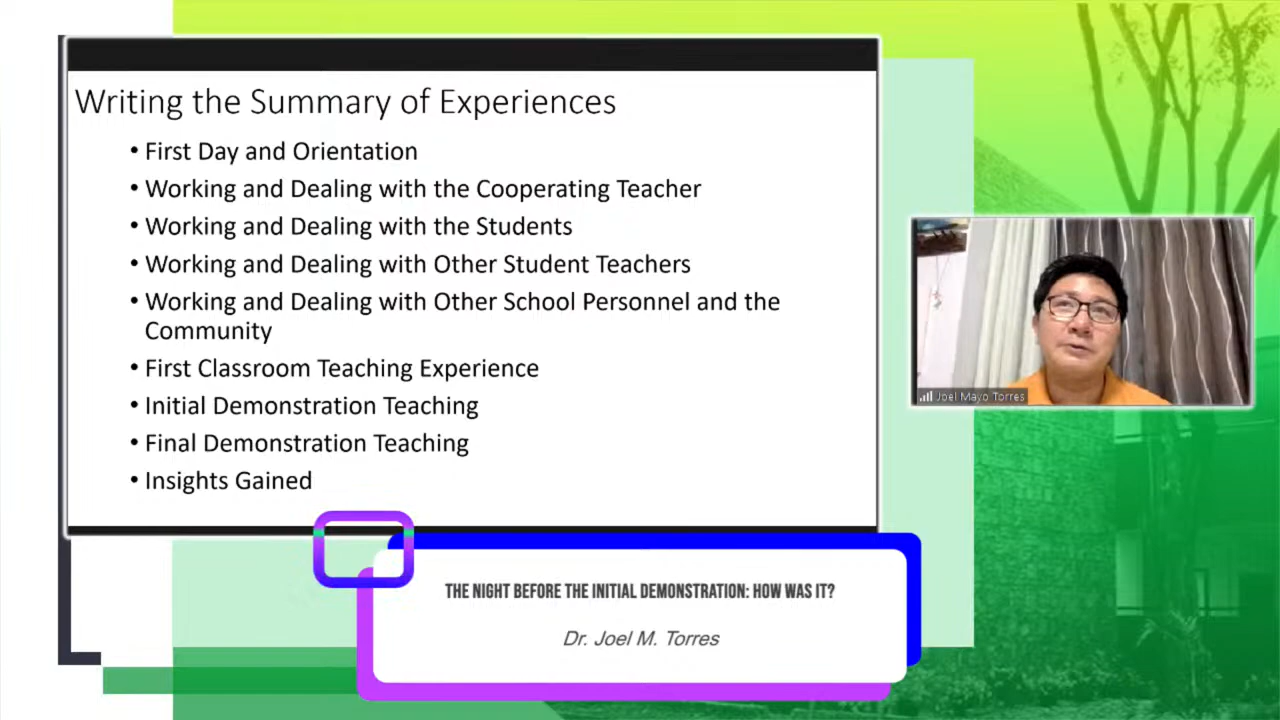 Writing the Summary of Experiences
• First Day and Orientation
• Working and Dealing with the Cooperating Teacher
• Working and Dealing with the Students
• Working and Dealing with Other Student Teachers
• Working and Dealing with Other School Personnel and the
Community
• First Classroom Teaching Experience
• Initial Demonstration Teaching
• Final Demonstration Teaching
• Insights Gained
Joel Mayo Torres
THE NIGHT BEFORE THE INITIAL DEMONSTRATION: HOW WAS IT?
Dr. Joel M. Torres